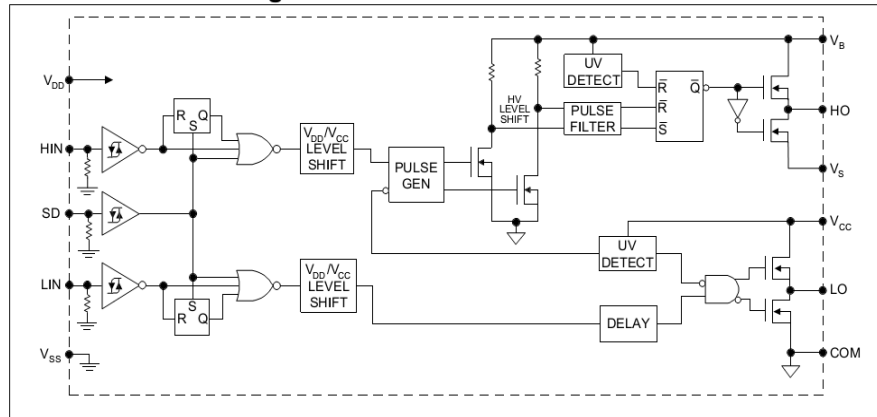 V_DD
HIN
SD
LIN
V_SS
R Q
S
V_DD/V_CC
LEVEL
SHIFT
PULSE
GEN
HV
LEVEL
SHIFT
UV
DETECT
PULSE
FILTER
R̅ Q̅
R̅
S̅
V_B
HO
V_S
V_CC
UV
DETECT
LO
COM
S
R Q
V_DD/V_CC
LEVEL
SHIFT
DELAY